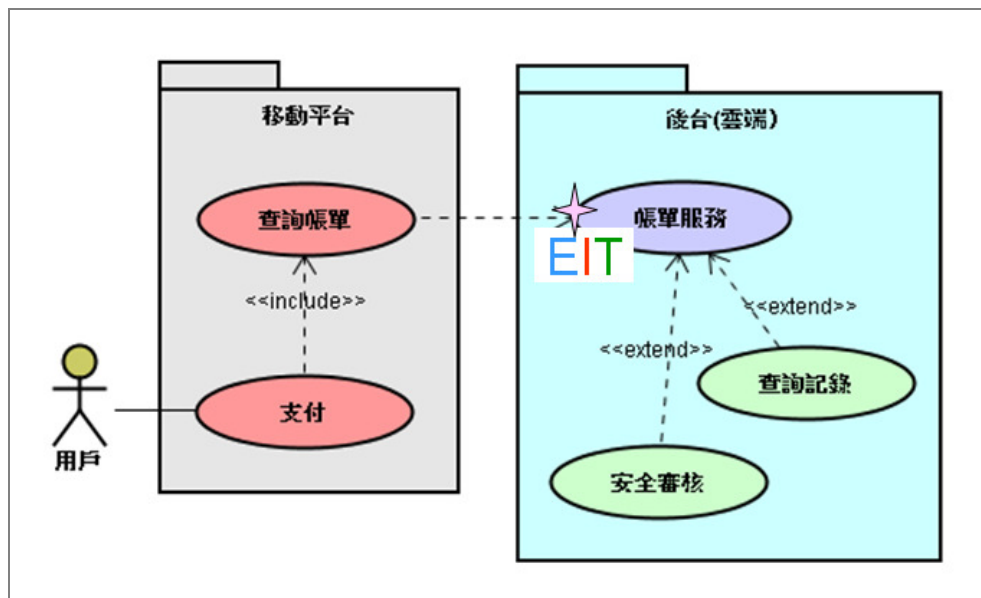 移動平台
後台(雲端)
查詢帳單
帳單服務
EIT
<<include>>
<<extend>>
<<extend>>
查詢記錄
支付
用戶
安全審核